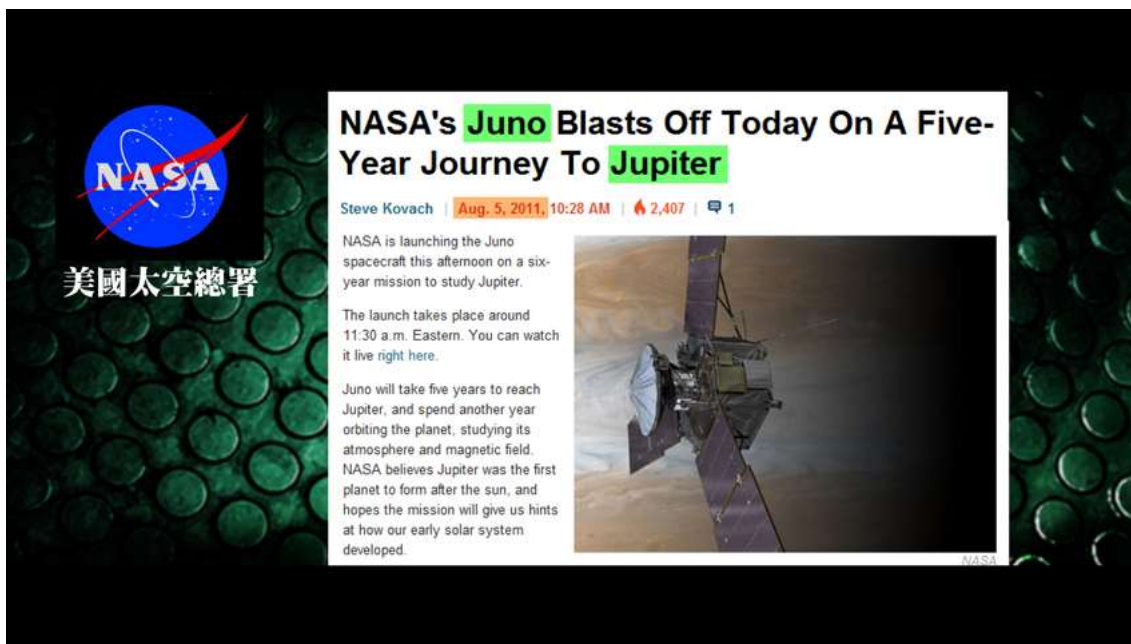 NASA
美國太空總署
NASA's Juno Blasts Off Today On A Five-
Year Journey To Jupiter
Steve Kovach | Aug. 5, 2011, 10:28 AM | 2,407 | 1
NASA is launching the Juno
spacecraft this afternoon on a six-
year mission to study Jupiter.
The launch takes place around
11:30 a.m. Eastern. You can watch
it live right here.
Juno will take five years to reach
Jupiter, and spend another year
orbiting the planet, studying its
atmosphere and magnetic field.
NASA believes Jupiter was the first
planet to form after the sun, and
hopes the mission will give us hints
at how our early solar system
developed.
NASA